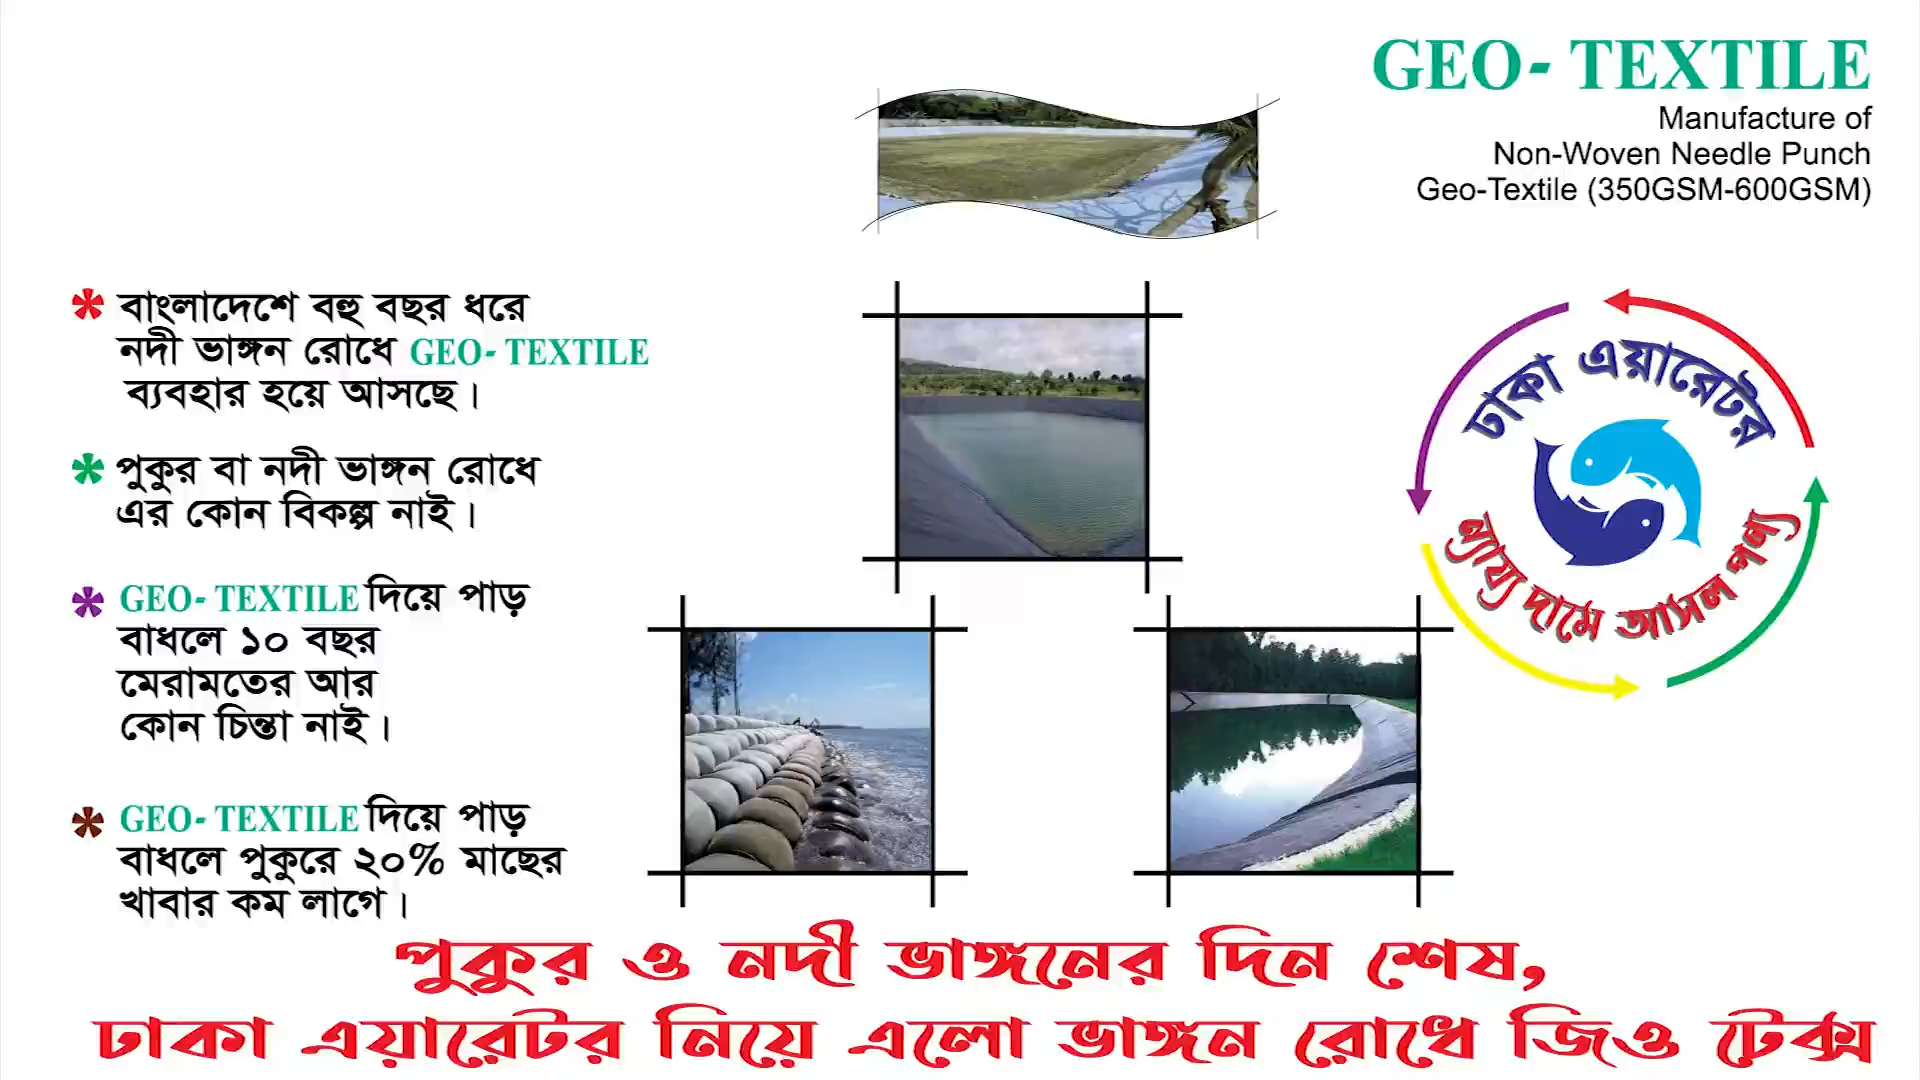 GEO- TEXTILE
Manufacture of
Non-Woven Needle Punch
Geo-Textile (350GSM-600GSM)
* বাংলাদেশে বহু বছর ধরে
নদী ভাঙ্গন রোধে GEO- TEXTILE
ব্যবহার হয়ে আসছে।
* পুকুর বা নদী ভাঙ্গন রোধে
এর কোন বিকল্প নাই।
* GEO- TEXTILE দিয়ে পাড়
বাধলে ১০ বছর
মেরামতের আর
কোন চিন্তা নাই।
* GEO- TEXTILE দিয়ে পাড়
বাধলে পুকুরে ২০% মাছের
খাবার কম লাগে।
ঢাকা এয়ারেটর
ন্যায্য দামে আসল পণ্য
পুকুর ও নদী ভাঙ্গনের দিন শেষ,
ঢাকা এয়ারেটর নিয়ে এলো ভাঙ্গন রোধে জিও টেক্স